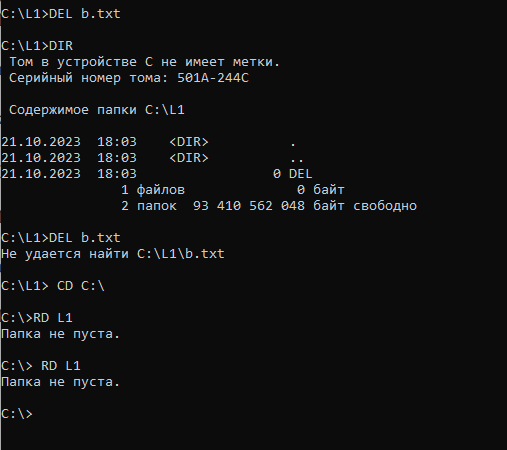 C:\L1>DEL b.txt
C:\L1>DIR
Том в устройстве C не имеет метки.
Серийный номер тома: 501A-244C
Содержимое папки C:\L1
21.10.2023  18:03    <DIR>          .
21.10.2023  18:03    <DIR>          ..
21.10.2023  18:03                 0 DEL
1 файлов              0 байт
2 папок  93 410 562 048 байт свободно
C:\L1>DEL b.txt
Не удается найти C:\L1\b.txt
C:\L1> CD C:\
C:\>RD L1
Папка не пуста.
C:\> RD L1
Папка не пуста.
C:\>